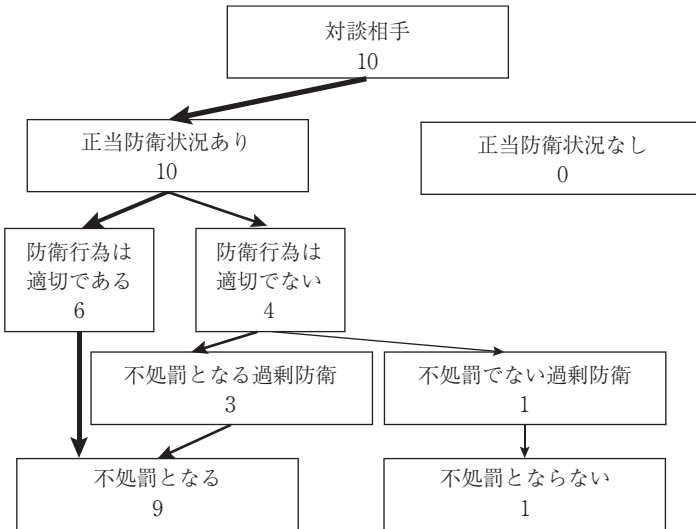 対談相手
10
正当防衛状況あり
10
正当防衛状況なし
0
防衛行為は
適切である
6
防衛行為は
適切でない
4
不処罰となる過剰防衛
3
不処罰でない過剰防衛
1
不処罰となる
9
不処罰とならない
1